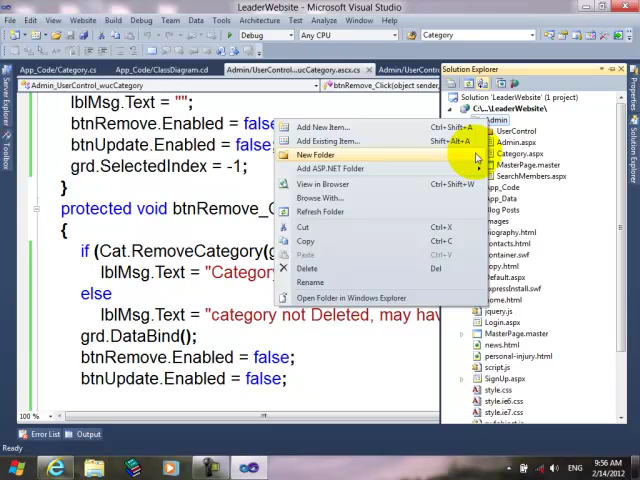 LeaderWebsite - Microsoft Visual Studio
File Edit View Website Build Debug Team Data Tools Architecture Test Analyze Window Help
Debug Any CPU Category
App_Code/Category.cs App_Code/ClassDiagram.cd Admin/UserControl...ucCategory.ascx.cs Admin/UserControl
Admin_UserControl_wucCategory btnRemove_Click(object sender,
lblMsg.Text = "";
btnRemove.Enabled =
btnUpdate.Enabled =
grd.SelectedIndex = -1;
}
protected void btnRemove_C
{
if (Cat.RemoveCategory(g
lblMsg.Text = "Category
else
lblMsg.Text = "category not Deleted, may hav
grd.DataBind();
btnRemove.Enabled = false;
btnUpdate.Enabled = false;
Add New Item... Ctrl+Shift+A
Add Existing Item... Shift+Alt+A
New Folder
Add ASP.NET Folder
View in Browser Ctrl+Shift+W
Browse With...
Refresh Folder
Cut Ctrl+X
Copy Ctrl+C
Paste Ctrl+V
Delete Del
Rename
Open Folder in Windows Explorer
Solution Explorer
Solution 'LeaderWebsite' (1 project)
C:\...\LeaderWebsite\
Admin
UserControl
Admin.aspx
Category.aspx
MasterPage.master
SearchMembers.aspx
App_Code
App_Data
Blog Posts
images
biography.html
contacts.html
container.swf
copy.html
Default.aspx
expressInstall.swf
index.html
jquery.js
Login.aspx
MasterPage.master
news.html
personal-injury.html
script.js
SignUp.aspx
style.css
style.ie6.css
style.ie7.css
Server Explorer
Toolbox
Properties
100 %
Error List Output
Ready
ENG
9:56 AM
2/14/2012